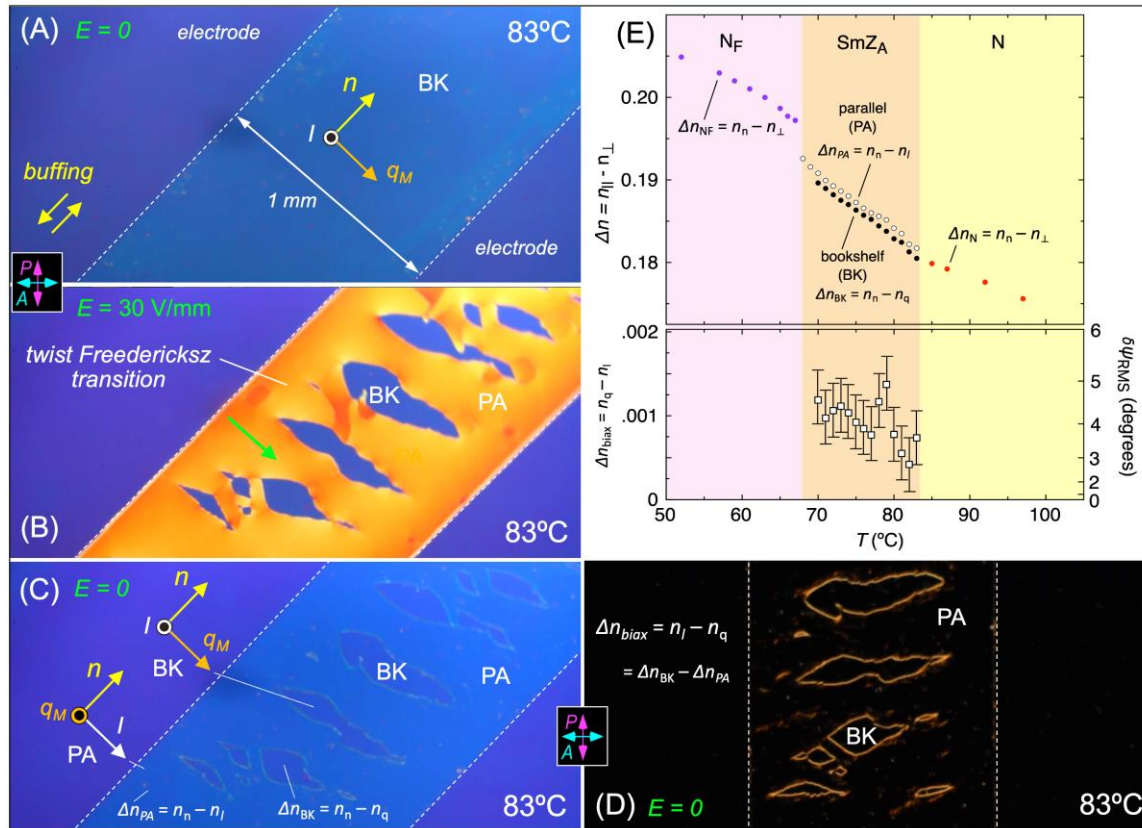 (A)
E = 0
electrode
83ºC
n
BK
l
q_M
buffing
1 mm
electrode
P
A
E = 30 V/mm
twist Freedericksz
transition
BK
PA
PA
(B)
83ºC
(C)
E = 0
n
l
q_M
BK
n
q_M
l
PA
BK
PA
Δn_PA = n_n – n_l
Δn_BK = n_n – n_q
83ºC
P
A
Δn_biax = n_l – n_q
= Δn_BK – Δn_PA
PA
BK
E = 0
(D)
83ºC
(E)
N_F
SmZ_A
N
Δn = n_|| - n_⊥
0.20
0.19
0.18
Δn_NF = n_n – n_⊥
parallel
(PA)
Δn_PA = n_n – n_l
bookshelf
(BK)
Δn_BK = n_n – n_q
Δn_N = n_n – n_⊥
Δn_biax = n_q – n_l
.002
.001
0
6
5
4
3
2
0
δψ_RMS (degrees)
50
60
70
80
90
100
T (ºC)